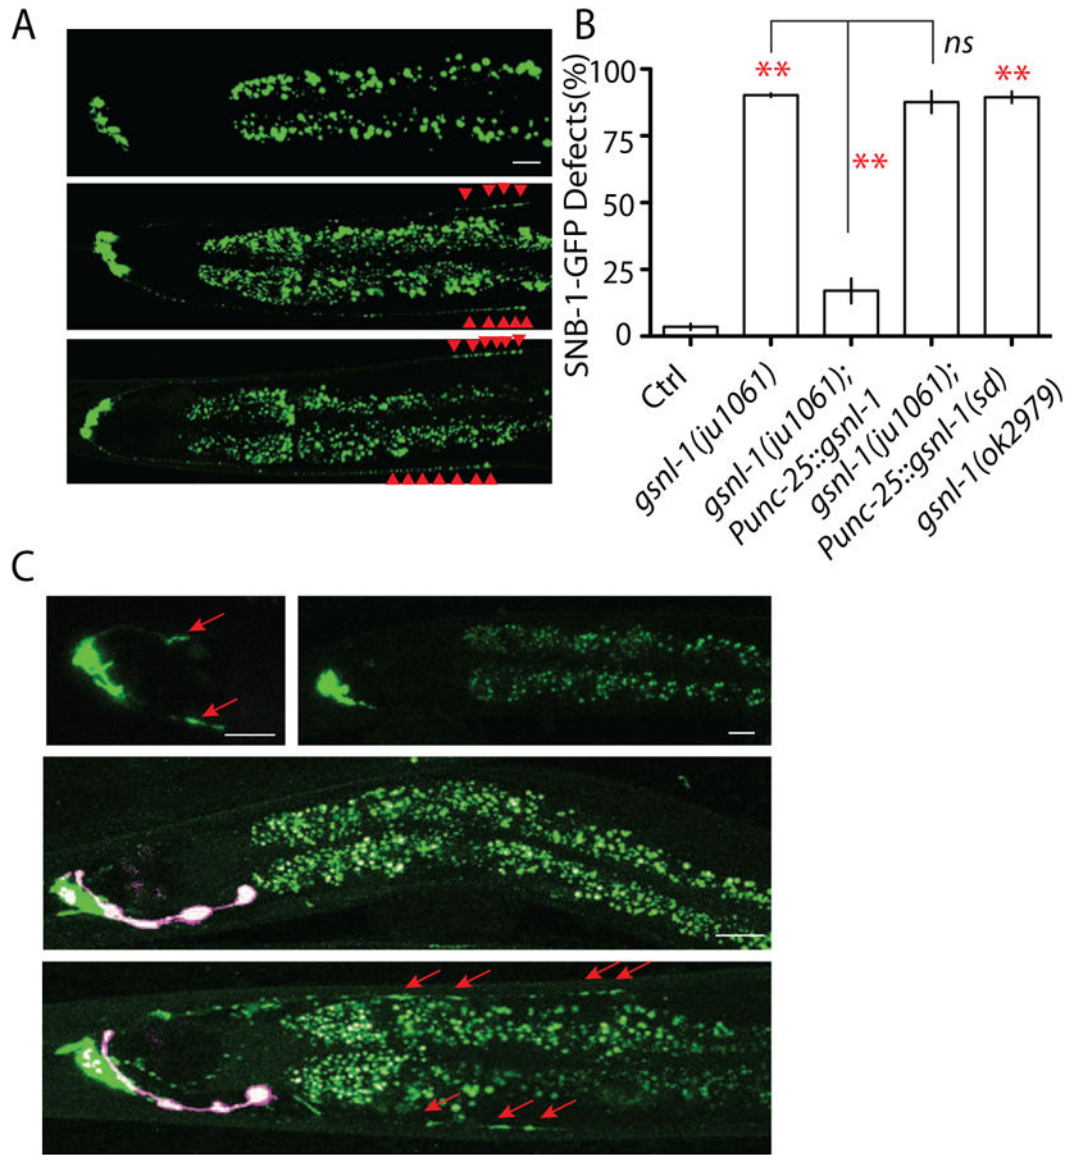 A
B
ns
**
**
**
SNB-1-GFP Defects(%)
100
75
50
25
0
Ctrl
gsnl-1(ju1061)
gsnl-1(ju1061);
Punc-25::gsnl-1
gsnl-1(ju1061);
Punc-25::gsnl-1(sd)
gsnl-1(ok2979)
C